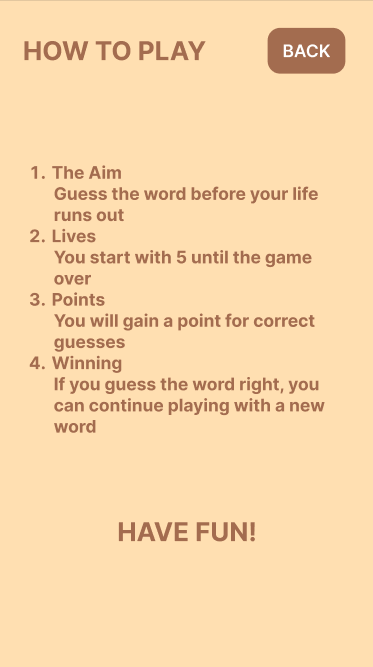 HOW TO PLAY
BACK
1. The Aim
Guess the word before your life
runs out
2. Lives
You start with 5 until the game
over
3. Points
You will gain a point for correct
guesses
4. Winning
If you guess the word right, you
can continue playing with a new
word
HAVE FUN!